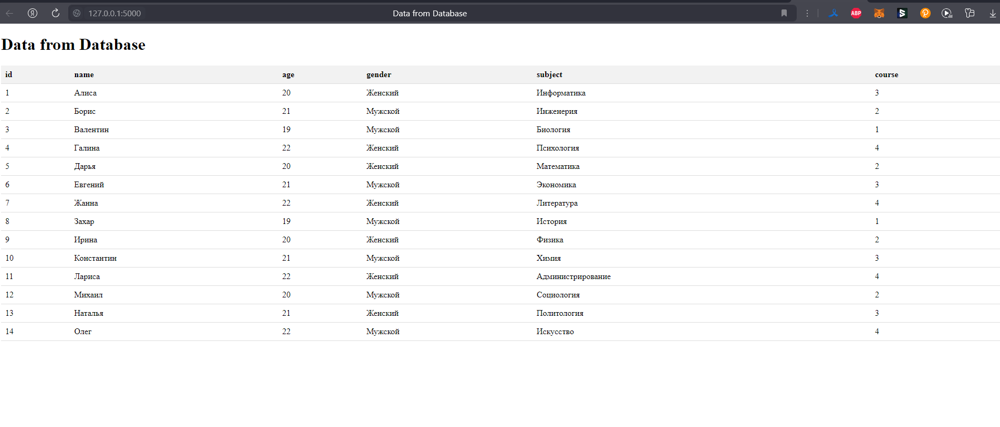 Я 127.0.0.1:5000 Data from Database ABP
Data from Database
id name age gender subject course
1 Алиса 20 Женский Информатика 3
2 Борис 21 Мужской Инженерия 2
3 Валентин 19 Мужской Биология 1
4 Галина 22 Женский Психология 4
5 Дарья 20 Женский Математика 2
6 Евгений 21 Мужской Экономика 3
7 Жанна 22 Женский Литература 4
8 Захар 19 Мужской История 1
9 Ирина 20 Женский Физика 2
10 Константин 21 Мужской Химия 3
11 Лариса 22 Женский Администрирование 4
12 Михаил 20 Мужской Социология 2
13 Наталья 21 Женский Политология 3
14 Олег 22 Мужской Искусство 4